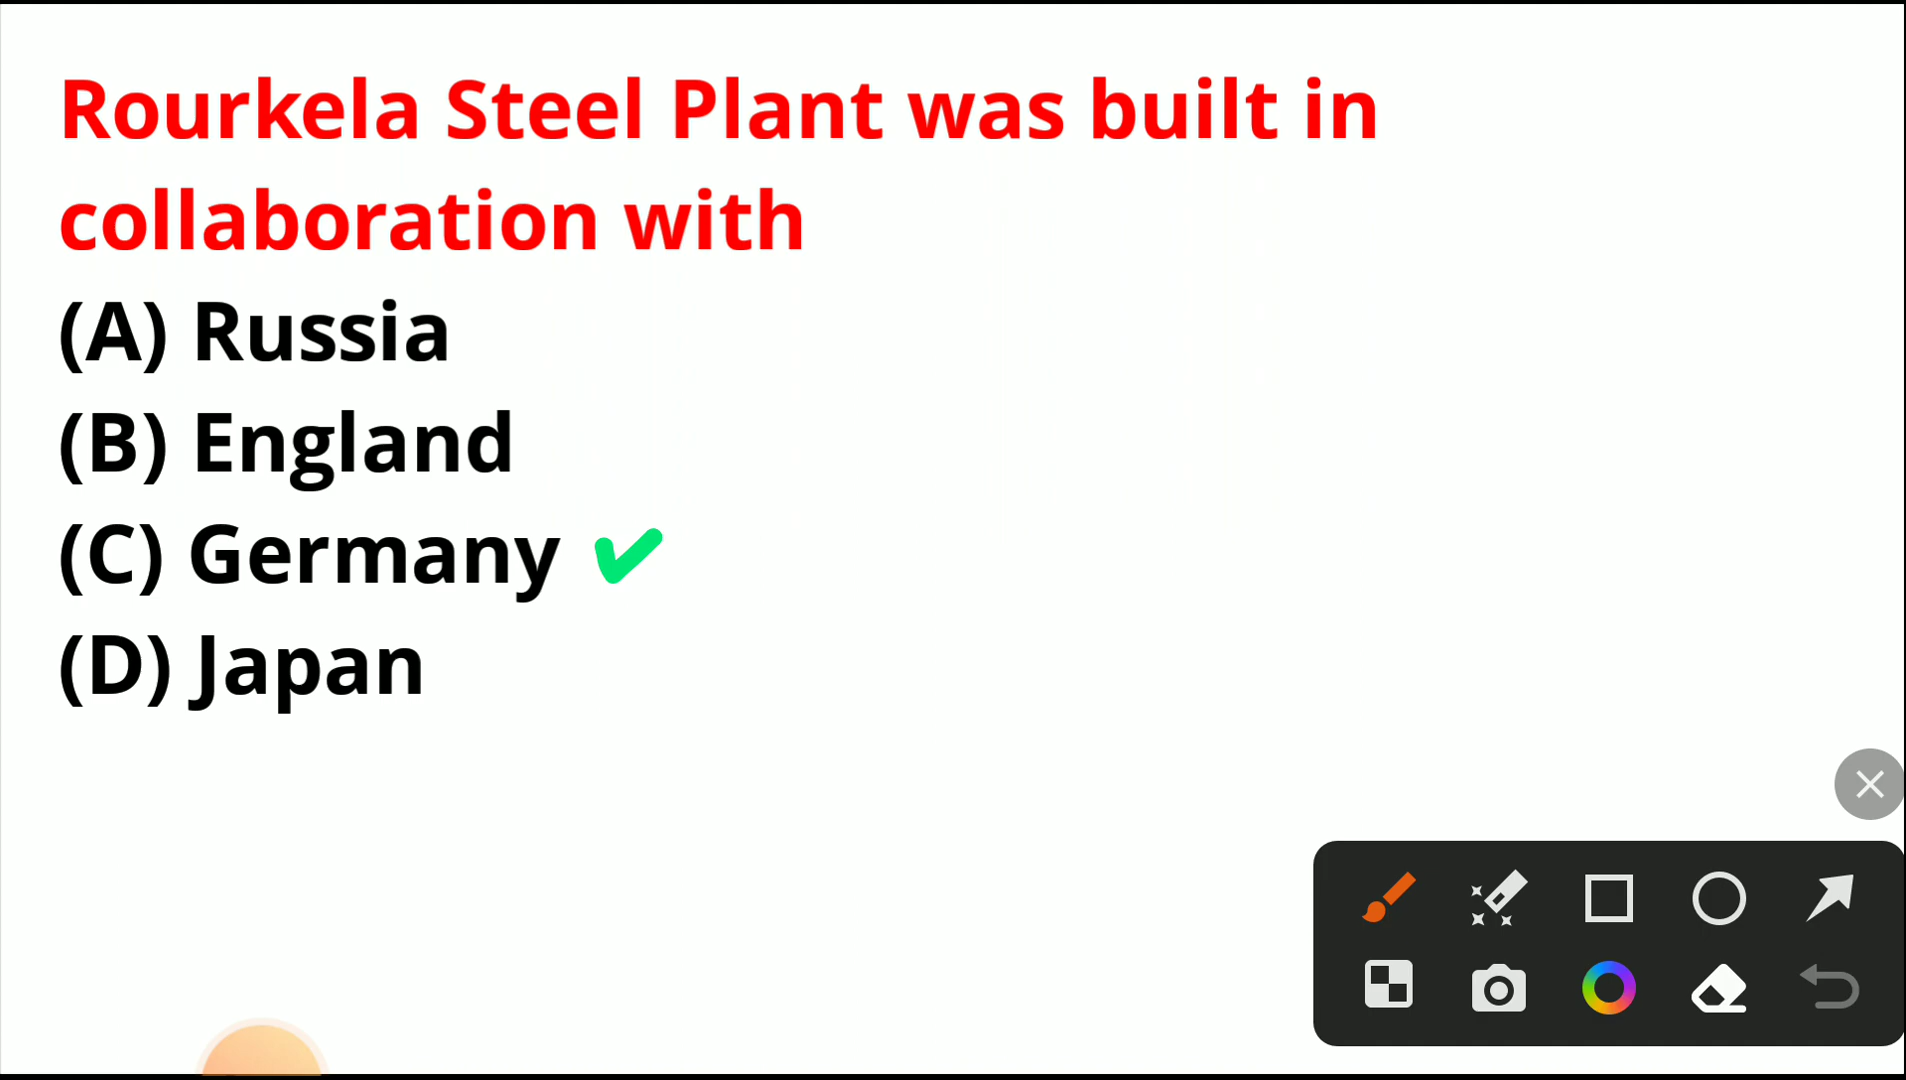 Rourkela Steel Plant was built in
collaboration with
(A) Russia
(B) England
(C) Germany ✔
(D) Japan